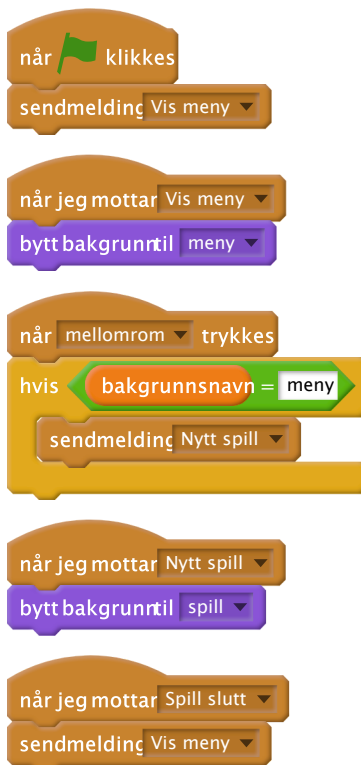 når klikkes
sendmelding Vis meny
når jeg mottar Vis meny
bytt bakgrunn til meny
når mellomrom trykkes
hvis bakgrunnsnavn = meny
sendmelding Nytt spill
når jeg mottar Nytt spill
bytt bakgrunn til spill
når jeg mottar Spill slutt
sendmelding Vis meny